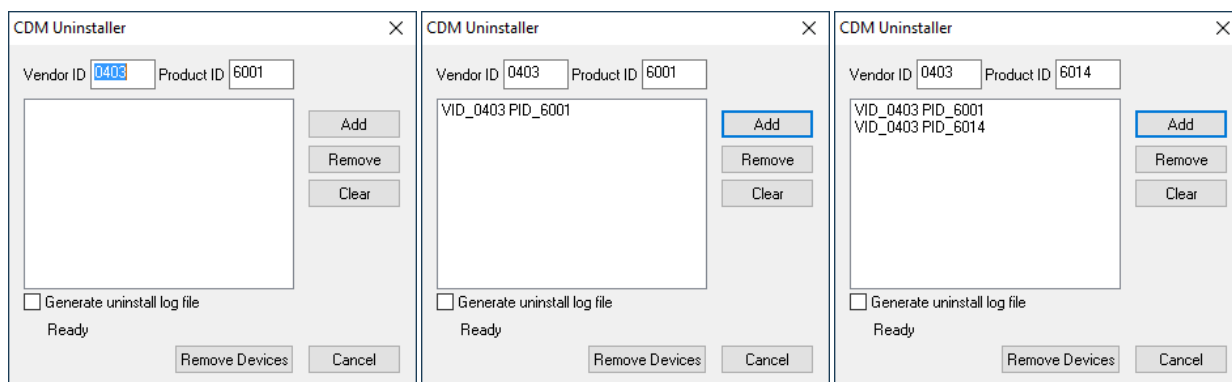 CDM Uninstaller
Vendor ID 0403 Product ID 6001
Add
Remove
Clear
Generate uninstall log file
Ready
Remove Devices Cancel
CDM Uninstaller
Vendor ID 0403 Product ID 6001
VID_0403 PID_6001
Add
Remove
Clear
Generate uninstall log file
Ready
Remove Devices Cancel
CDM Uninstaller
Vendor ID 0403 Product ID 6014
VID_0403 PID_6001
VID_0403 PID_6014
Add
Remove
Clear
Generate uninstall log file
Ready
Remove Devices Cancel